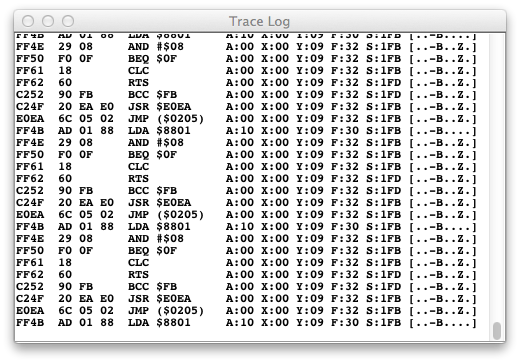 Trace Log
FF4B AD 01 88 LDA $8801 A:10 X:00 Y:09 F:30 S:1FB [..-B....]
FF4E 29 08 AND #$08 A:00 X:00 Y:09 F:32 S:1FB [..-B..Z.]
FF50 F0 0F BEQ $0F A:00 X:00 Y:09 F:32 S:1FB [..-B..Z.]
FF61 18 CLC A:00 X:00 Y:09 F:32 S:1FB [..-B..Z.]
FF62 60 RTS A:00 X:00 Y:09 F:32 S:1FD [..-B..Z.]
C252 90 FB BCC $FB A:00 X:00 Y:09 F:32 S:1FD [..-B..Z.]
C24F 20 EA E0 JSR $E0EA A:00 X:00 Y:09 F:32 S:1FB [..-B..Z.]
E0EA 6C 05 02 JMP ($0205) A:00 X:00 Y:09 F:32 S:1FB [..-B..Z.]
FF4B AD 01 88 LDA $8801 A:10 X:00 Y:09 F:30 S:1FB [..-B....]
FF4E 29 08 AND #$08 A:00 X:00 Y:09 F:32 S:1FB [..-B..Z.]
FF50 F0 0F BEQ $0F A:00 X:00 Y:09 F:32 S:1FB [..-B..Z.]
FF61 18 CLC A:00 X:00 Y:09 F:32 S:1FB [..-B..Z.]
FF62 60 RTS A:00 X:00 Y:09 F:32 S:1FD [..-B..Z.]
C252 90 FB BCC $FB A:00 X:00 Y:09 F:32 S:1FD [..-B..Z.]
C24F 20 EA E0 JSR $E0EA A:00 X:00 Y:09 F:32 S:1FB [..-B..Z.]
E0EA 6C 05 02 JMP ($0205) A:00 X:00 Y:09 F:32 S:1FB [..-B..Z.]
FF4B AD 01 88 LDA $8801 A:10 X:00 Y:09 F:30 S:1FB [..-B....]
FF4E 29 08 AND #$08 A:00 X:00 Y:09 F:32 S:1FB [..-B..Z.]
FF50 F0 0F BEQ $0F A:00 X:00 Y:09 F:32 S:1FB [..-B..Z.]
FF61 18 CLC A:00 X:00 Y:09 F:32 S:1FB [..-B..Z.]
FF62 60 RTS A:00 X:00 Y:09 F:32 S:1FD [..-B..Z.]
C252 90 FB BCC $FB A:00 X:00 Y:09 F:32 S:1FD [..-B..Z.]
C24F 20 EA E0 JSR $E0EA A:00 X:00 Y:09 F:32 S:1FB [..-B..Z.]
E0EA 6C 05 02 JMP ($0205) A:00 X:00 Y:09 F:32 S:1FB [..-B..Z.]
FF4B AD 01 88 LDA $8801 A:10 X:00 Y:09 F:30 S:1FB [..-B....]